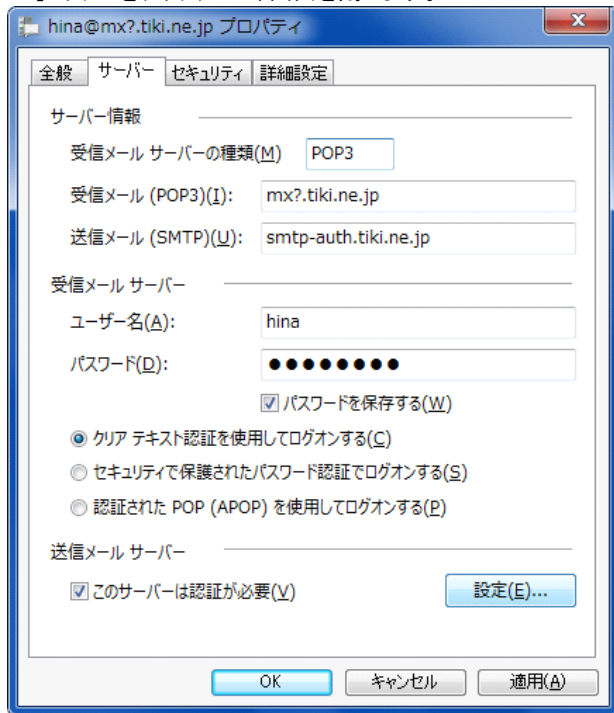 hina@mx?.tiki.ne.jp プロパティ
全般 サーバー セキュリティ 詳細設定
サーバー情報
受信メール サーバーの種類(M) POP3
受信メール (POP3)(I): mx?.tiki.ne.jp
送信メール (SMTP)(U): smtp-auth.tiki.ne.jp
受信メール サーバー
ユーザー名(A): hina
パスワード(D): ●●●●●●●●
パスワードを保存する(W)
クリア テキスト認証を使用してログオンする(C)
セキュリティで保護されたパスワード認証でログオンする(S)
認証された POP (APOP) を使用してログオンする(P)
送信メール サーバー
このサーバーは認証が必要(V) 設定(E)...
OK キャンセル 適用(A)